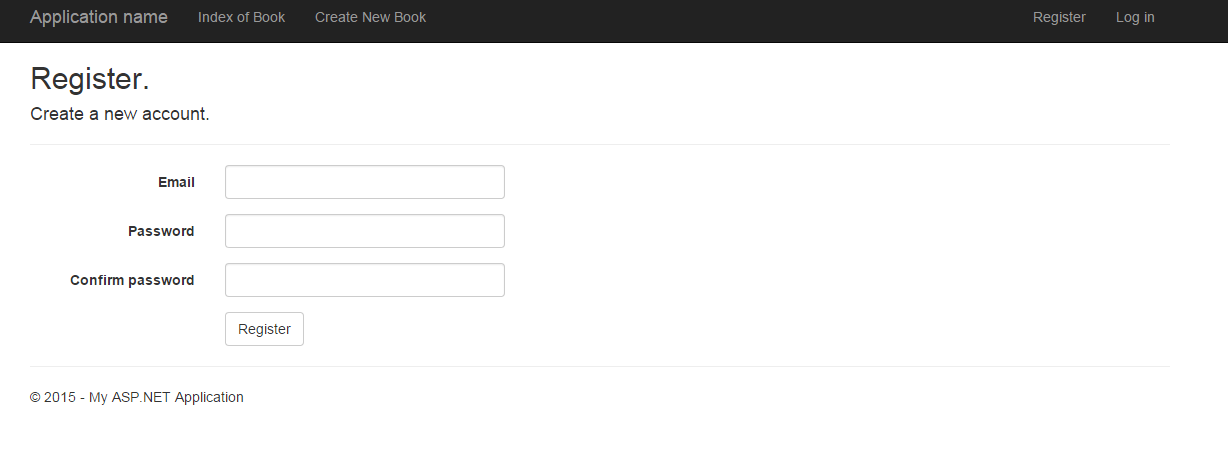 Application name Index of Book Create New Book Register Log in
Register.
Create a new account.
Email
Password
Confirm password
Register
© 2015 - My ASP.NET Application